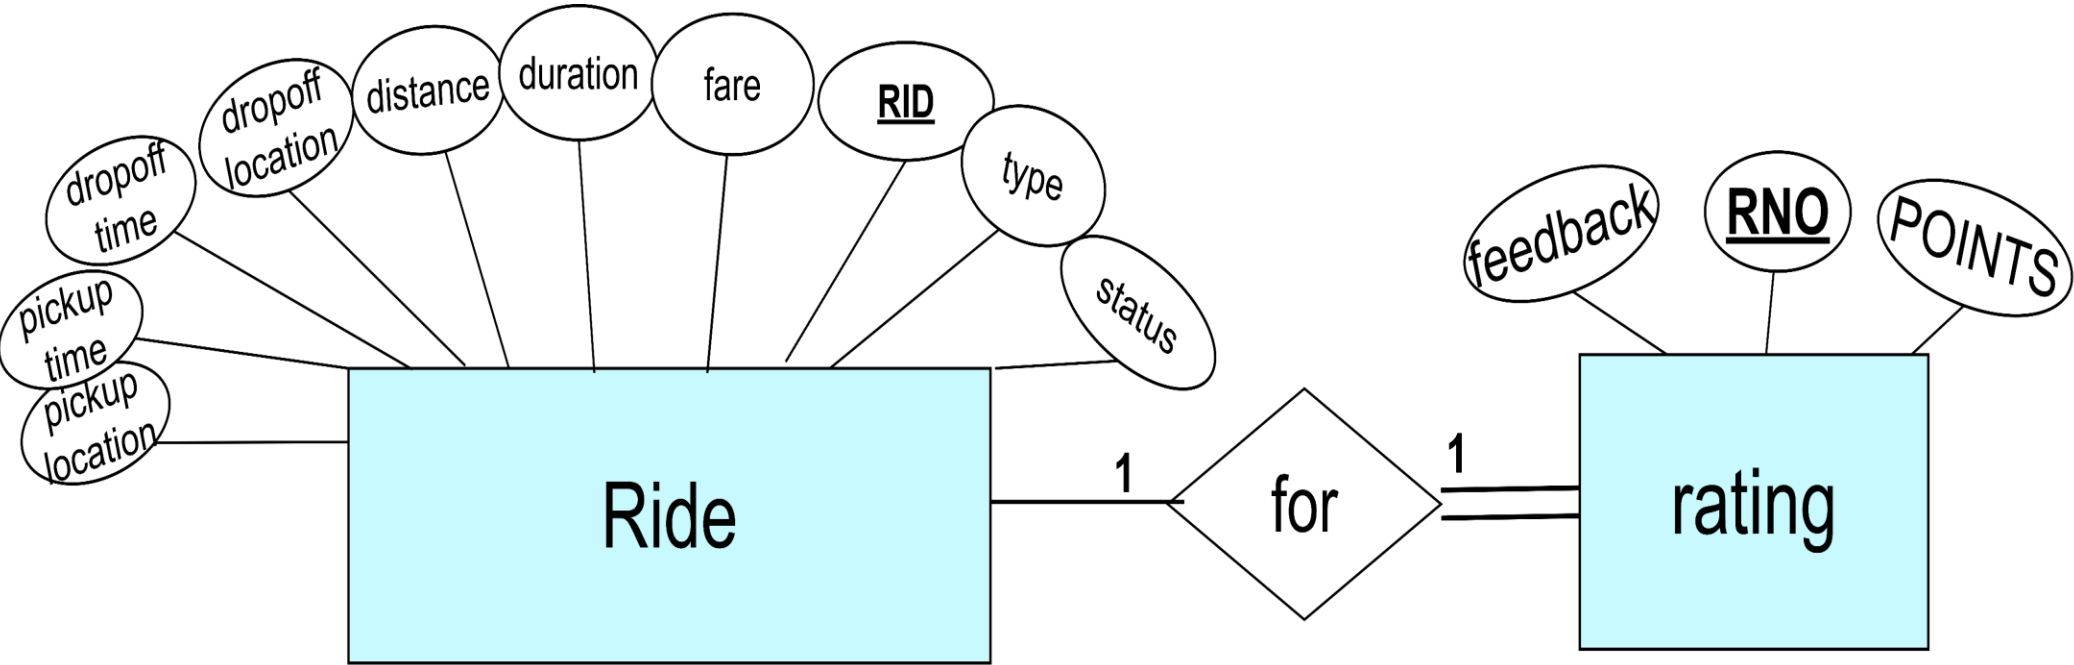 dropoff
time
dropoff
location
distance
duration
fare
RID
type
status
pickup
time
pickup
location
Ride
1
for
1
feedback
RNO
POINTS
rating